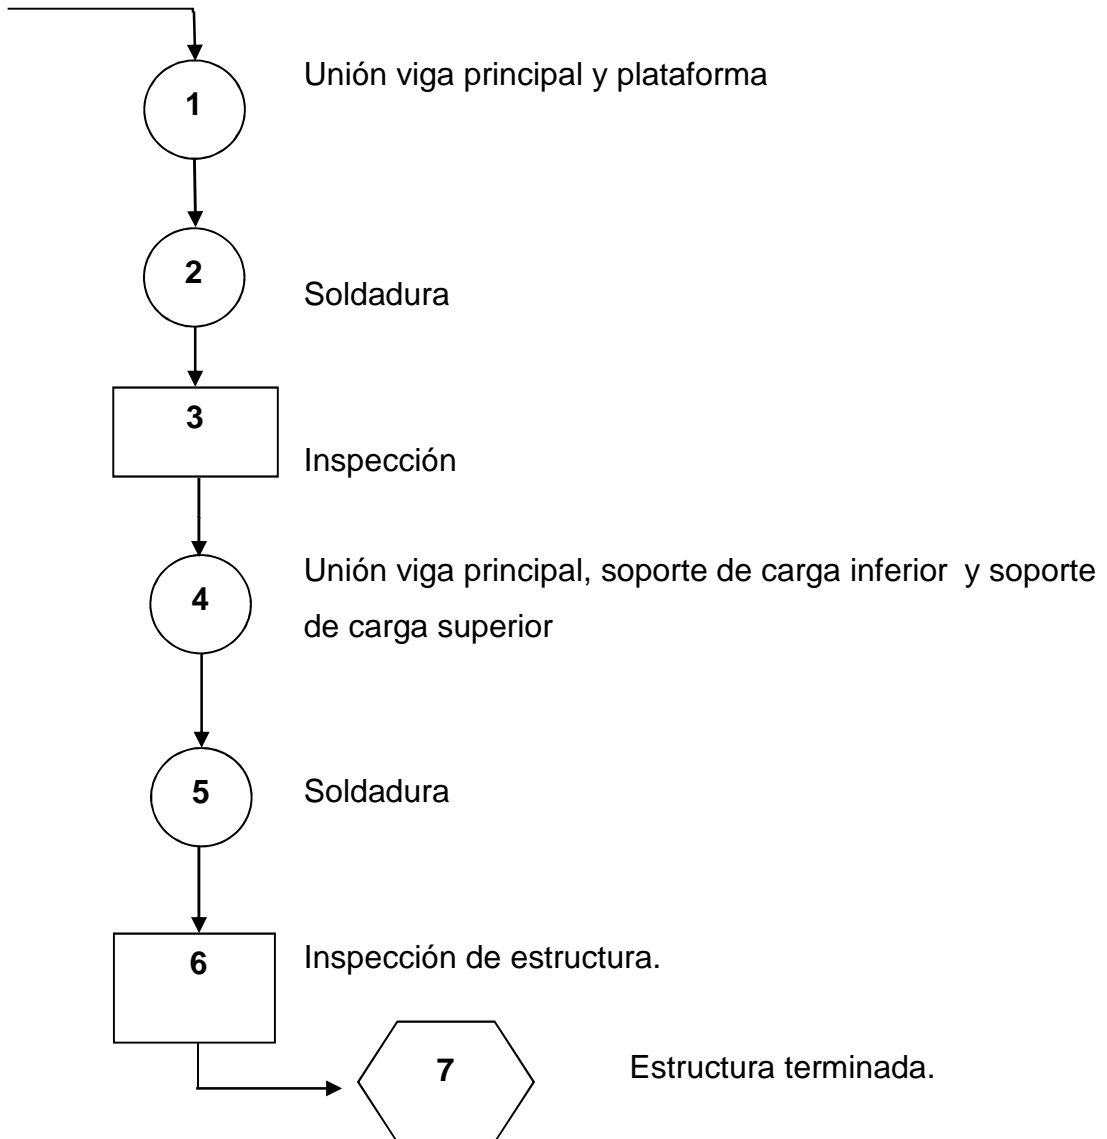 1
Unión viga principal y plataforma
2
Soldadura
3
Inspección
4
Unión viga principal, soporte de carga inferior  y soporte
de carga superior
5
Soldadura
6
Inspección de estructura.
7
Estructura terminada.